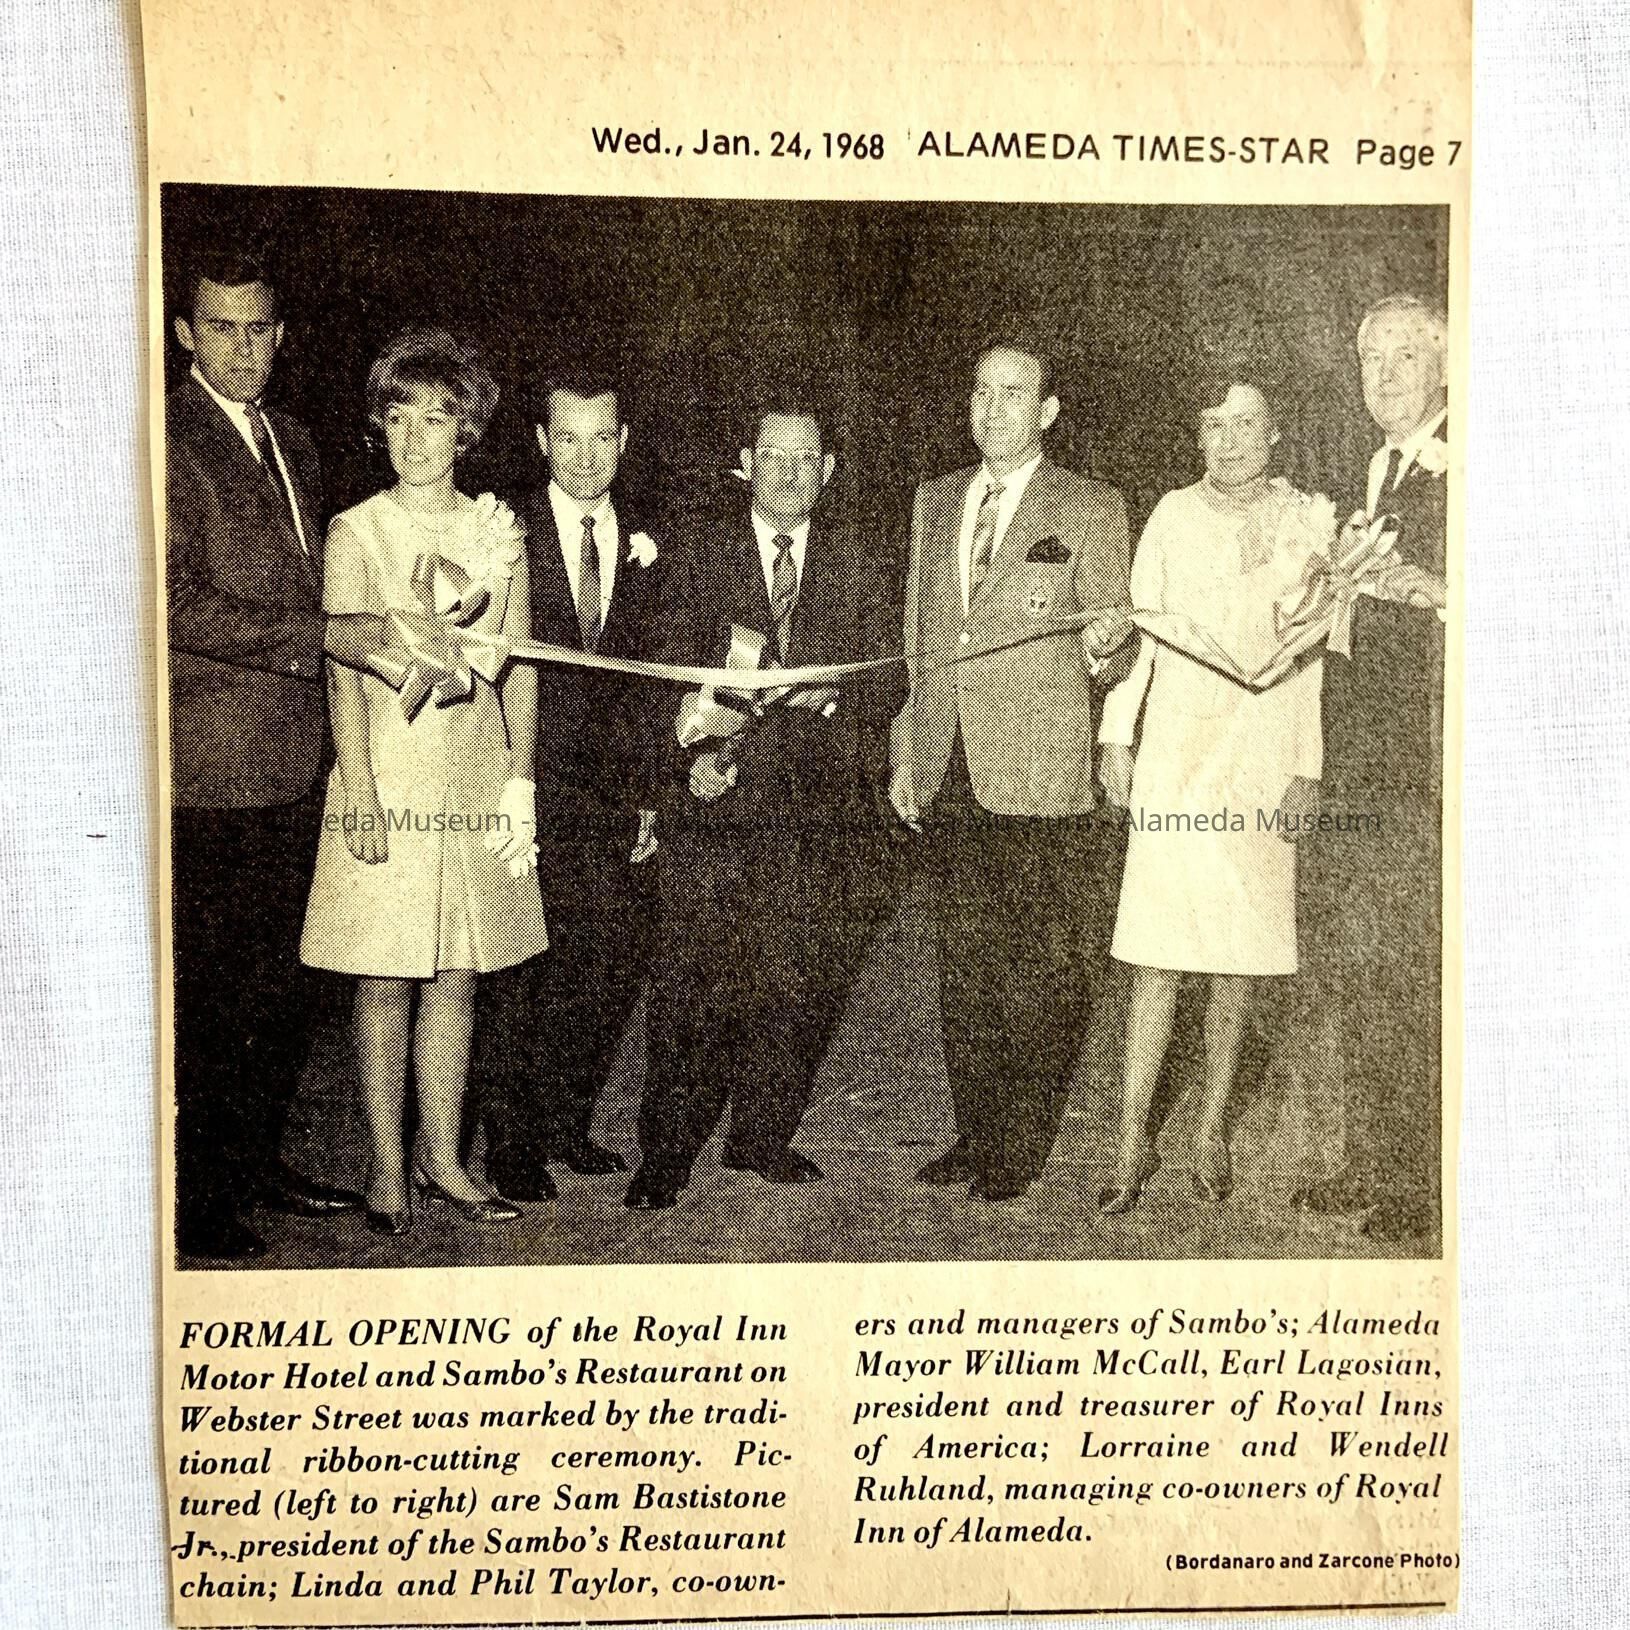 Wed., Jan. 24, 1968 ALAMEDA TIMES-STAR Page 7
eda Museum - Alameda Museum - Alameda Museum - Alameda Museum
FORMAL OPENING of the Royal Inn
Motor Hotel and Sambo's Restaurant on
Webster Street was marked by the tradi-
tional ribbon-cutting ceremony. Pic-
tured (left to right) are Sam Bastistone
Jr., president of the Sambo's Restaurant
chain; Linda and Phil Taylor, co-own-
ers and managers of Sambo's; Alameda
Mayor William McCall, Earl Lagosian,
president and treasurer of Royal Inns
of America; Lorraine and Wendell
Ruhland, managing co-owners of Royal
Inn of Alameda.
(Bordanaro and Zarcone Photo)